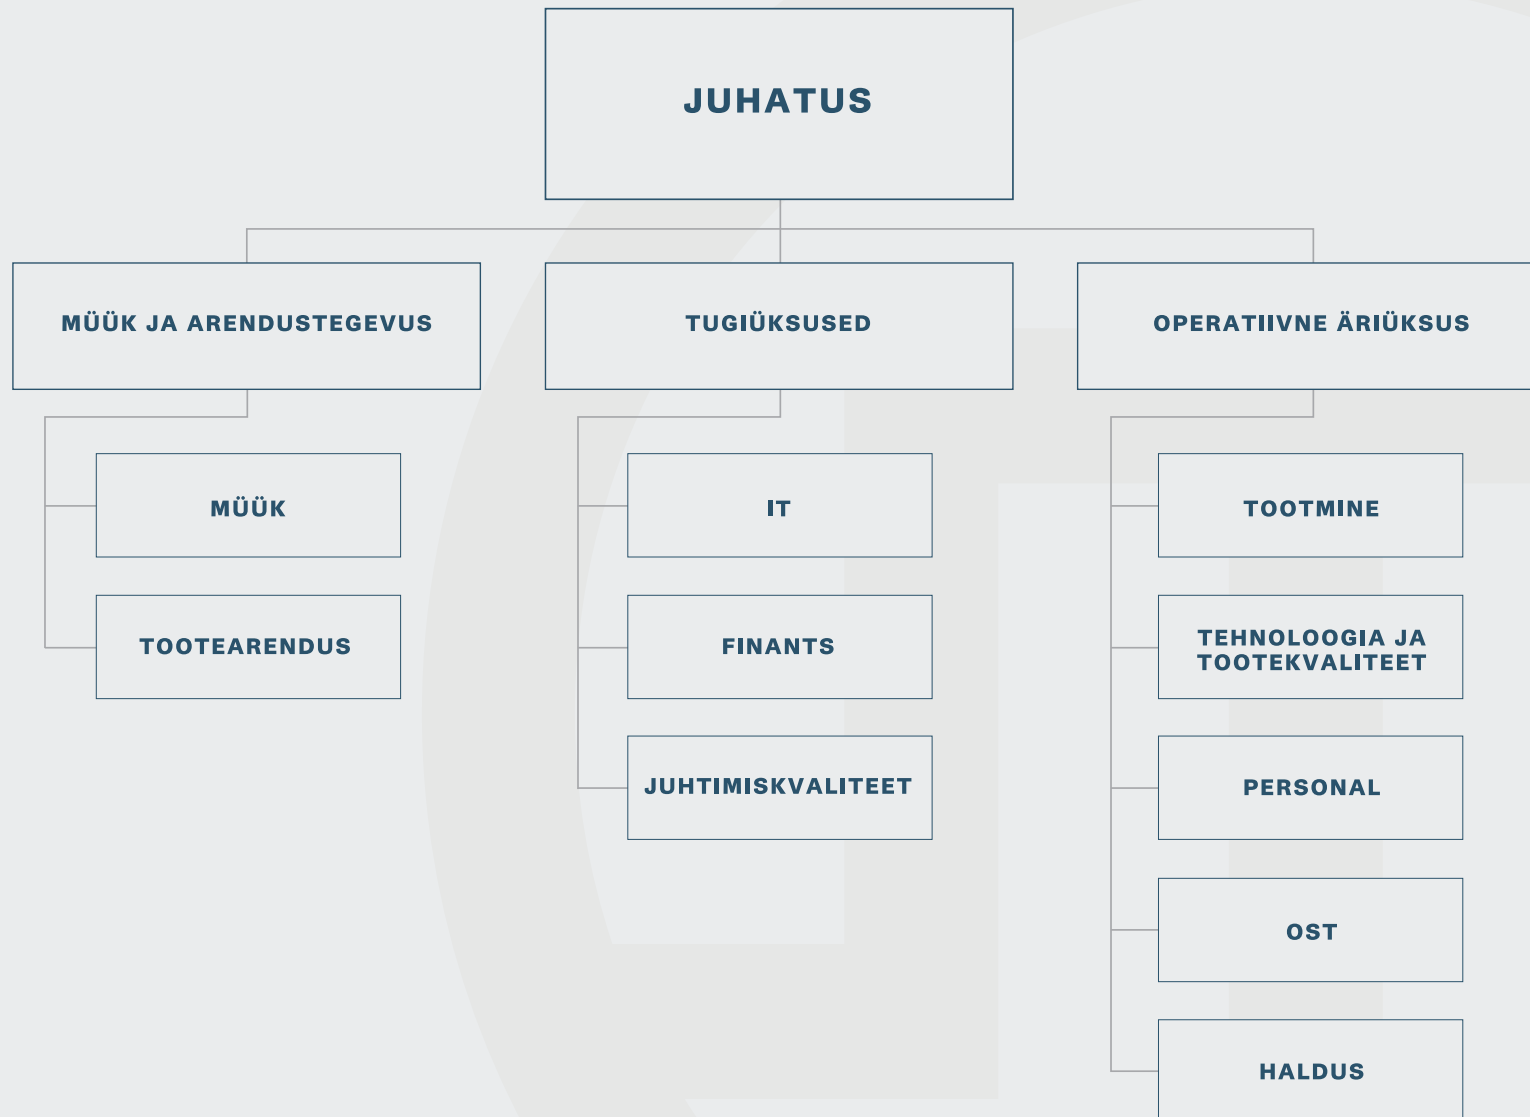 JUHATUS
MÜÜK JA ARENDUSTEGEVUS
TUGIÜKSUSED
OPERATIIVNE ÄRIÜKSUS
MÜÜK
TOOTEARENDUS
IT
FINANTS
JUHTIMISKVALITEET
TOOTMINE
TEHNOLOOGIA JA
TOOTEKVALITEET
PERSONAL
OST
HALDUS